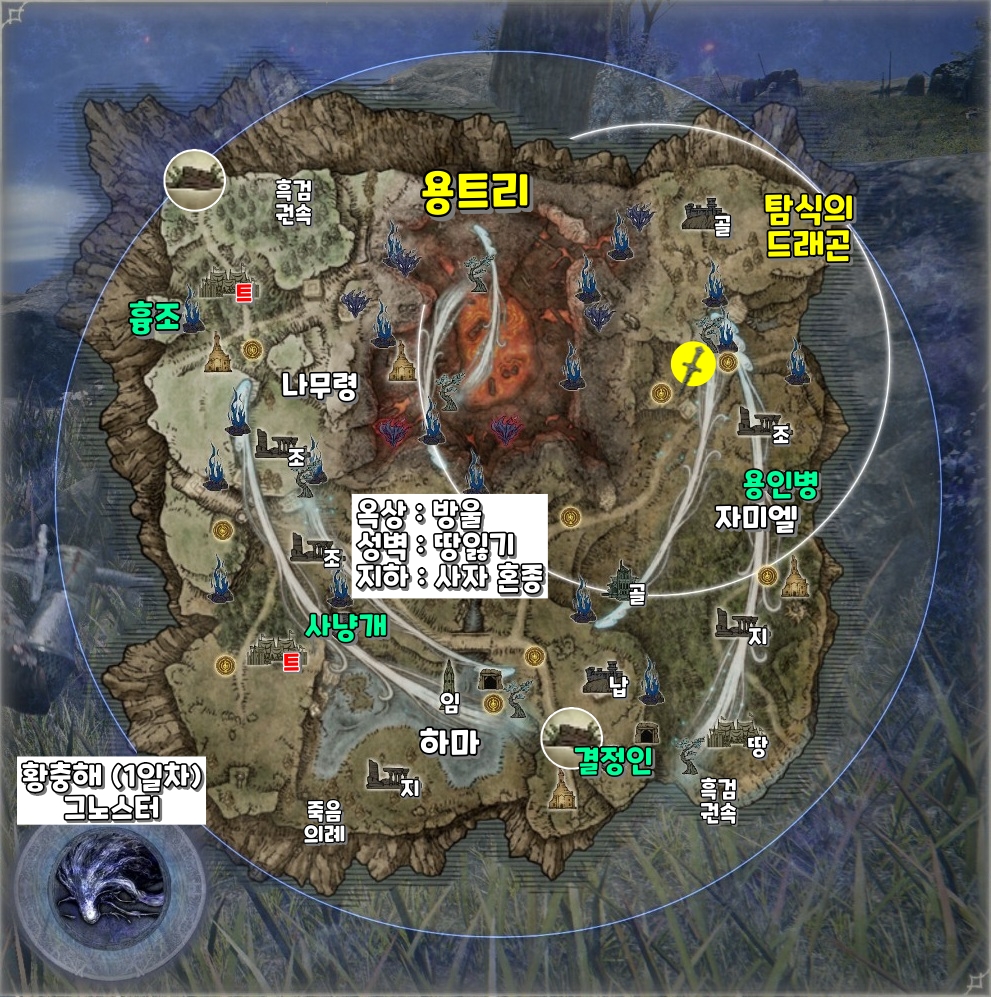 흑검
권속
용트리
골
탐식의
드래곤
트
흉조
나무령
조
조
용인병
자미엘
옥상 : 방울
성벽 : 땅잃기
지하 : 사자 혼종
조
골
사냥개
지
트
임
납
하마
결정인
땅
황충해 (1일차)
그노스터
지
흑검
권속
죽음
의례